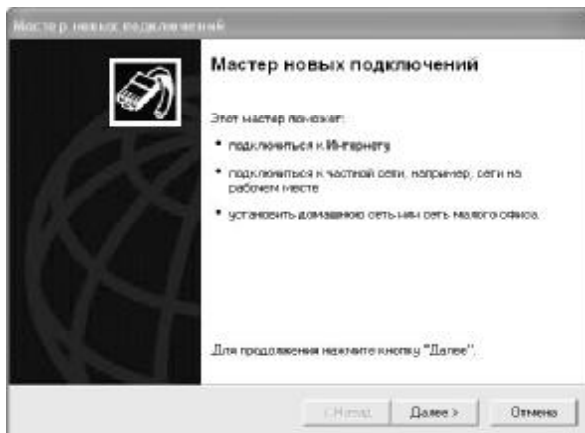 Мастер новых подключений
Мастер новых подключений
Этот мастер поможет:
• подключиться к Интернету
• подключиться к частной сети, например, сети на
рабочем месте
• установить домашнюю сеть или сеть малого офиса.
Для продолжения нажмите кнопку "Далее".
< Назад
Далее >
Отмена